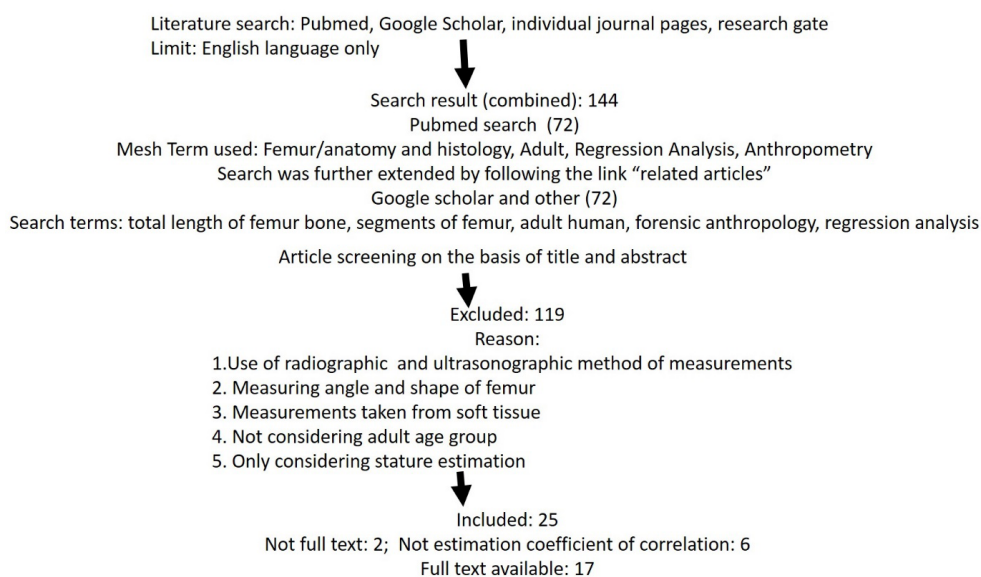 Literature search: Pubmed, Google Scholar, individual journal pages, research gate
Limit: English language only
Search result (combined): 144
Pubmed search (72)
Mesh Term used: Femur/anatomy and histology, Adult, Regression Analysis, Anthropometry
Search was further extended by following the link “related articles”
Google scholar and other (72)
Search terms: total length of femur bone, segments of femur, adult human, forensic anthropology, regression analysis
Article screening on the basis of title and abstract
Excluded: 119
Reason:
1.Use of radiographic and ultrasonographic method of measurements
2. Measuring angle and shape of femur
3. Measurements taken from soft tissue
4. Not considering adult age group
5. Only considering stature estimation
Included: 25
Not full text: 2; Not estimation coefficient of correlation: 6
Full text available: 17